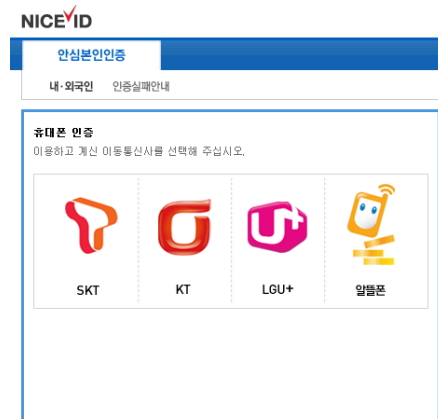 NICE ID
안심본인인증
내·외국인 인증실패안내
휴대폰 인증
이용하고 계신 이동통신사를 선택해 주십시오.
U+
SKT KT LGU+ 알뜰폰